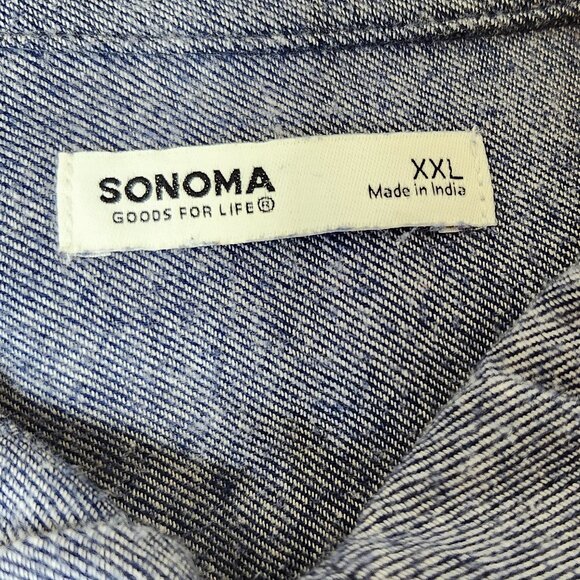 SONOMA
GOODS FOR LIFE®
XXL
Made in India